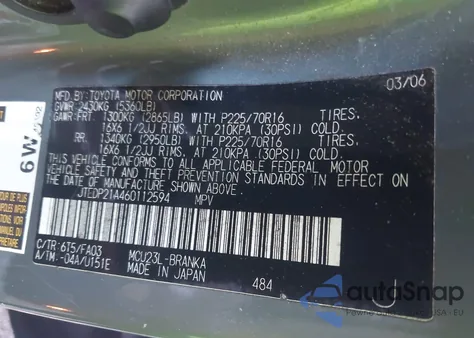 MFD BY: TOYOTA MOTOR CORPORATION 03/06
GVWR 2430KG (5360LB)
GAWR: FRT 1300KG (2865LB) WITH P225/70R16 TIRES.
16X6 1/2JJ RIMS, AT 210KPA (30PSI) COLD
RR 1340KG (2950LB) WITH P225/70R16 TIRES.
16X6 1/2JJ RIMS, AT 210KPA (30PSI) COLD
THIS VEHICLE CONFORMS TO ALL APPLICABLE FEDERAL MOTOR
VEHICLE SAFETY AND THEFT PREVENTION STANDARDS IN EFFECT ON
THE DATE OF MANUFACTURE SHOWN ABOVE.
JTEDP21A460112594 MPV
C/TR: 6T5/FA03 MCU23L-BRANKA
A/TM: -04A/U151E MADE IN JAPAN 484
J
6W
autoSnap